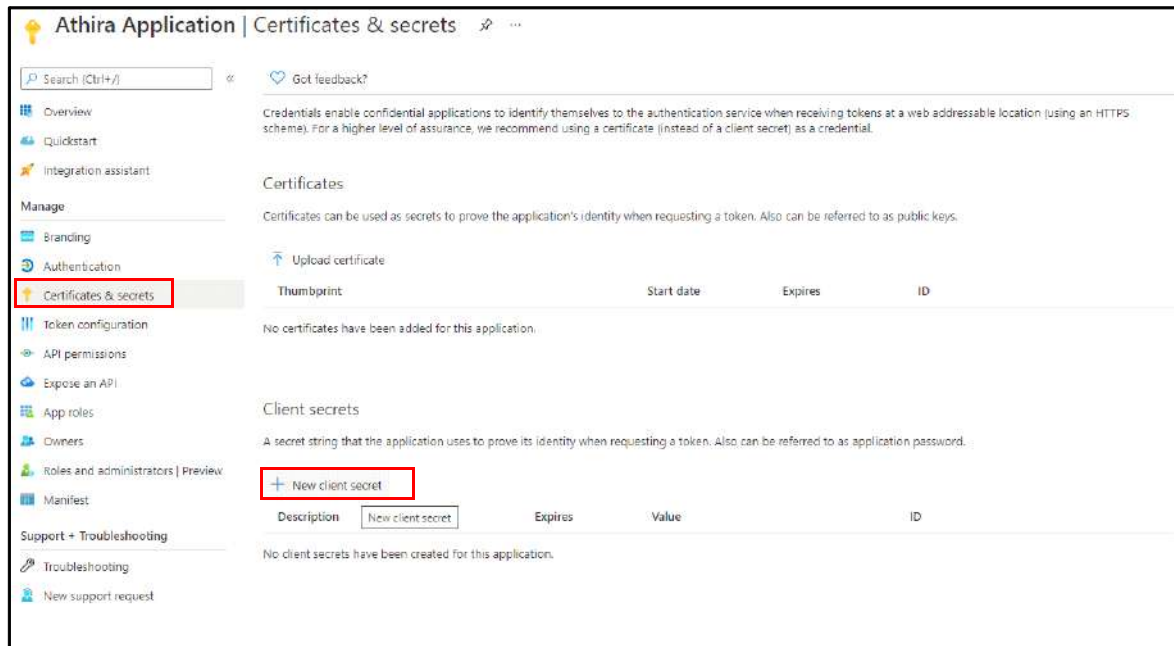 Athira Application | Certificates & secrets
Search (Ctrl+/)
Overview
Quickstart
Integration assistant
Manage
Branding
Authentication
Certificates & secrets
Token configuration
API permissions
Expose an API
App roles
Owners
Roles and administrators | Preview
Manifest
Support + Troubleshooting
Troubleshooting
New support request
Got feedback?
Credentials enable confidential applications to identify themselves to the authentication service when receiving tokens at a web addressable location (using an HTTPS
scheme). For a higher level of assurance, we recommend using a certificate (instead of a client secret) as a credential.
Certificates
Certificates can be used as secrets to prove the application's identity when requesting a token. Also can be referred to as public keys.
Upload certificate
Thumbprint Start date Expires ID
No certificates have been added for this application.
Client secrets
A secret string that the application uses to prove its identity when requesting a token. Also can be referred to as application password.
New client secret
Description New client secret Expires Value ID
No client secrets have been created for this application.